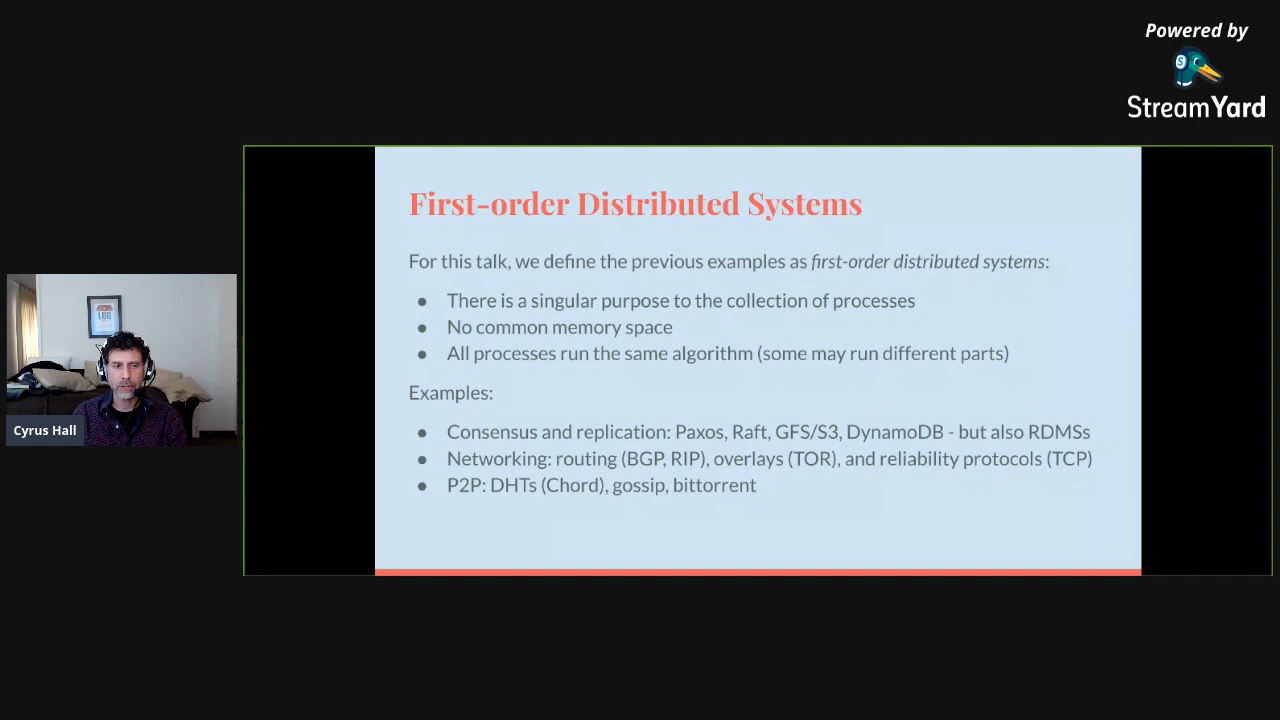 Powered by
StreamYard
First-order Distributed Systems
For this talk, we define the previous examples as first-order distributed systems:
● There is a singular purpose to the collection of processes
● No common memory space
● All processes run the same algorithm (some may run different parts)
Examples:
● Consensus and replication: Paxos, Raft, GFS/S3, DynamoDB - but also RDMSs
● Networking: routing (BGP, RIP), overlays (TOR), and reliability protocols (TCP)
● P2P: DHTs (Chord), gossip, bittorrent
LUG
Cyrus Hall